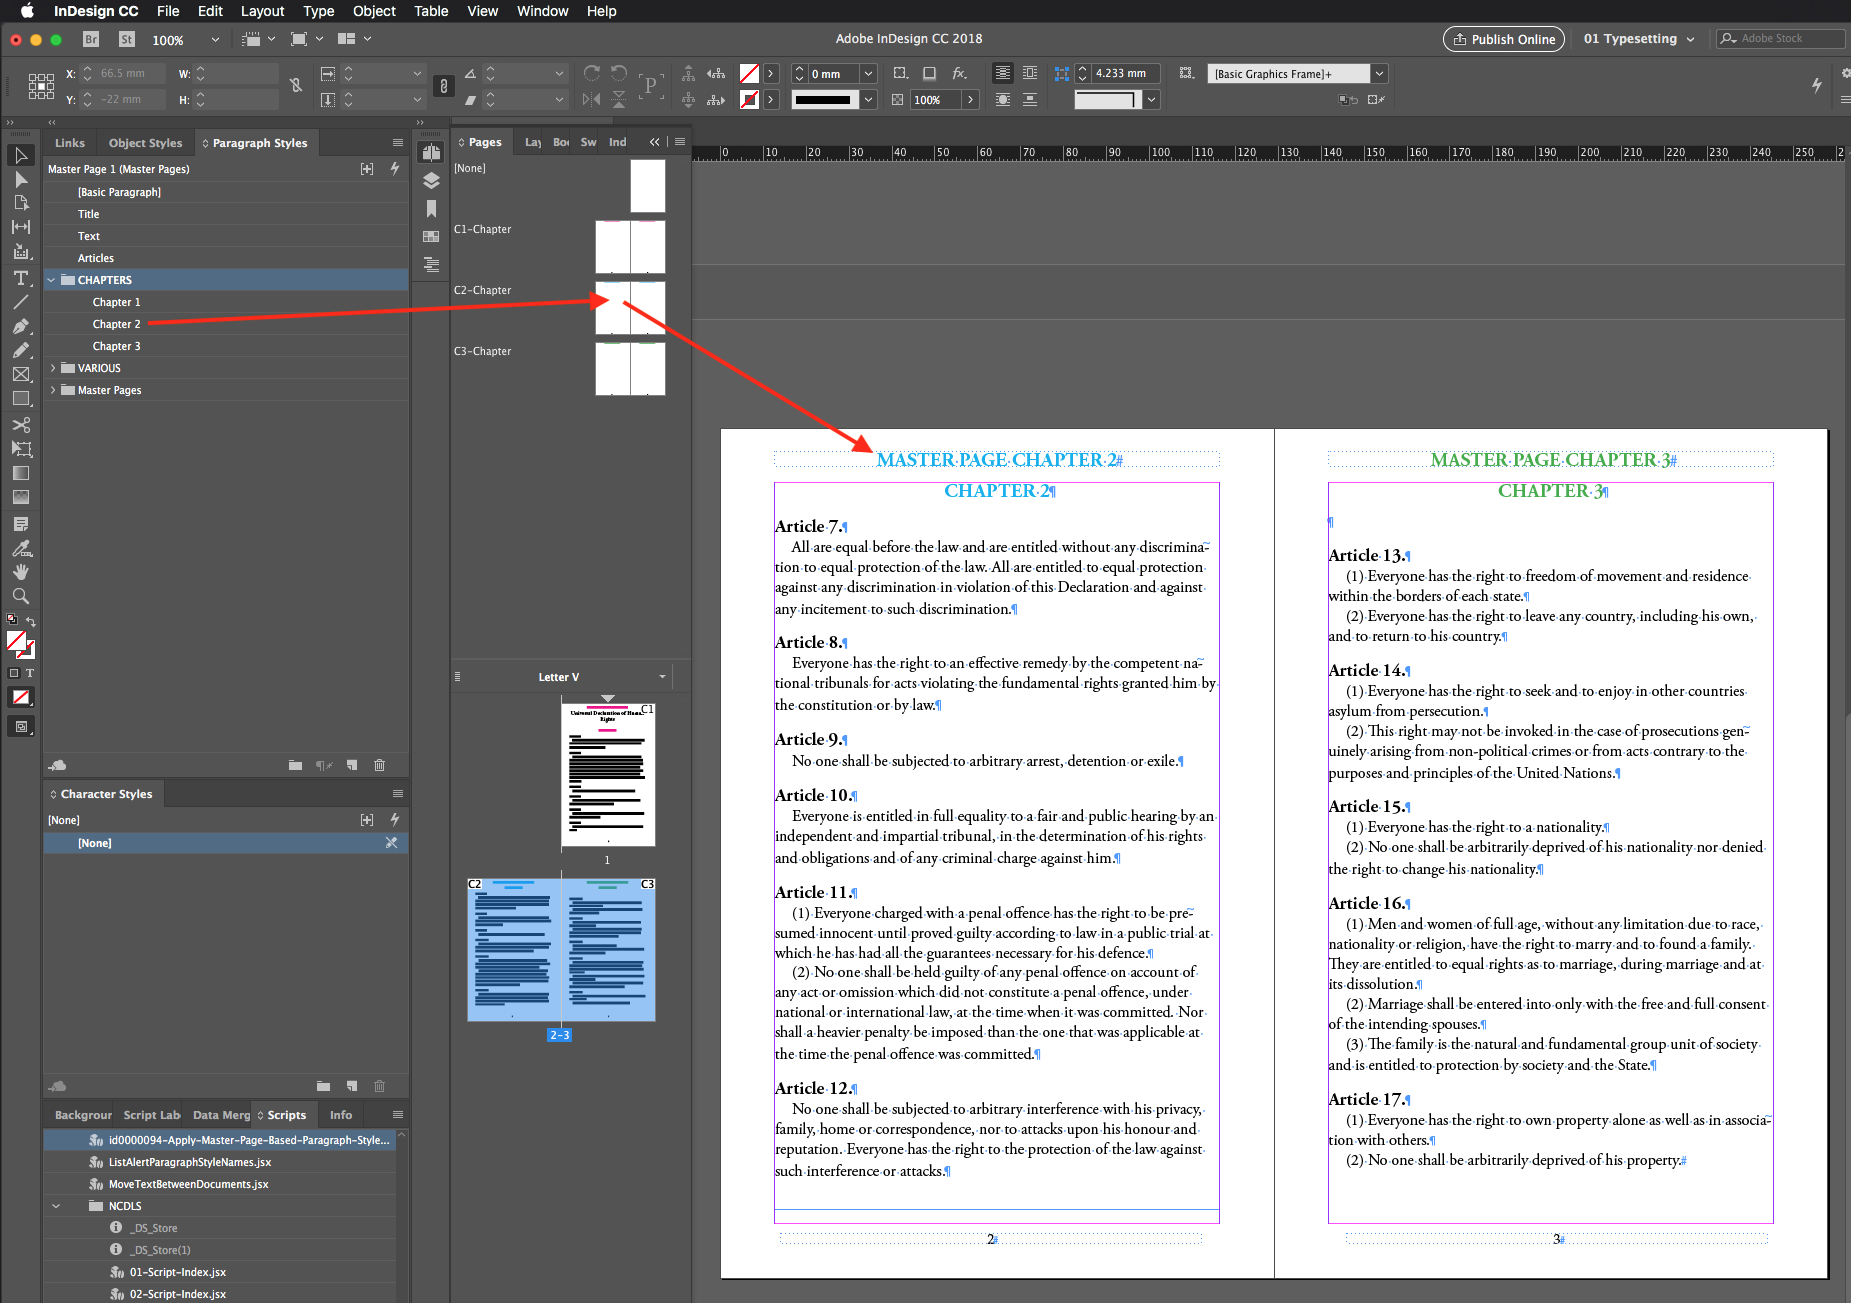 InDesign CC File Edit Layout Type Object Table View Window Help
Br St 100% Adobe InDesign CC 2018 Publish Online 01 Typesetting Adobe Stock
X: 66.5 mm W: 0 mm 4.233 mm [Basic Graphics Frame]+
Y: -22 mm H: 100%
Links Object Styles Paragraph Styles
Master Page 1 (Master Pages)
[Basic Paragraph]
Title
Text
Articles
CHAPTERS
Chapter 1
Chapter 2
Chapter 3
VARIOUS
Master Pages
Character Styles
[None]
[None]
Backgrour Script Lab Data Merg Scripts Info
id0000094-Apply-Master-Page-Based-Paragraph-Style...
ListAlertParagraphStyleNames.jsx
MoveTextBetweenDocuments.jsx
NCDLS
_DS_Store
_DS_Store(1)
01-Script-Index.jsx
02-Script-Index.jsx
Pages Lay Boo Sw Ind
[None]
C1-Chapter
C2-Chapter
C3-Chapter
Letter V
C1
Universal Declaration of Human
Rights
1
C2 C3
2-3
0 10 20 30 40 50 60 70 80 90 100 110 120 130 140 150 160 170 180 190 200 210 220 230 240 250 2
MASTER PAGE CHAPTER 2#
CHAPTER 2¶
Article 7.¶
All are equal before the law and are entitled without any discrimina-
tion to equal protection of the law. All are entitled to equal protection
against any discrimination in violation of this Declaration and against
any incitement to such discrimination.¶
Article 8.¶
Everyone has the right to an effective remedy by the competent na-
tional tribunals for acts violating the fundamental rights granted him by
the constitution or by law.¶
Article 9.¶
No one shall be subjected to arbitrary arrest, detention or exile.¶
Article 10.¶
Everyone is entitled in full equality to a fair and public hearing by an
independent and impartial tribunal, in the determination of his rights
and obligations and of any criminal charge against him.¶
Article 11.¶
(1) Everyone charged with a penal offence has the right to be pre-
sumed innocent until proved guilty according to law in a public trial at
which he has had all the guarantees necessary for his defence.¶
(2) No one shall be held guilty of any penal offence on account of
any act or omission which did not constitute a penal offence, under
national or international law, at the time when it was committed. Nor
shall a heavier penalty be imposed than the one that was applicable at
the time the penal offence was committed.¶
Article 12.¶
No one shall be subjected to arbitrary interference with his privacy,
family, home or correspondence, nor to attacks upon his honour and
reputation. Everyone has the right to the protection of the law against
such interference or attacks.¶
2#
MASTER PAGE CHAPTER 3#
CHAPTER 3¶
¶
Article 13.¶
(1) Everyone has the right to freedom of movement and residence
within the borders of each state.¶
(2) Everyone has the right to leave any country, including his own,
and to return to his country.¶
Article 14.¶
(1) Everyone has the right to seek and to enjoy in other countries
asylum from persecution.¶
(2) This right may not be invoked in the case of prosecutions gen-
uinely arising from non-political crimes or from acts contrary to the
purposes and principles of the United Nations.¶
Article 15.¶
(1) Everyone has the right to a nationality.¶
(2) No one shall be arbitrarily deprived of his nationality nor denied
the right to change his nationality.¶
Article 16.¶
(1) Men and women of full age, without any limitation due to race,
nationality or religion, have the right to marry and to found a family.
They are entitled to equal rights as to marriage, during marriage and at
its dissolution.¶
(2) Marriage shall be entered into only with the free and full consent
of the intending spouses.¶
(3) The family is the natural and fundamental group unit of society
and is entitled to protection by society and the State.¶
Article 17.¶
(1) Everyone has the right to own property alone as well as in associa-
tion with others.¶
(2) No one shall be arbitrarily deprived of his property.#
3#